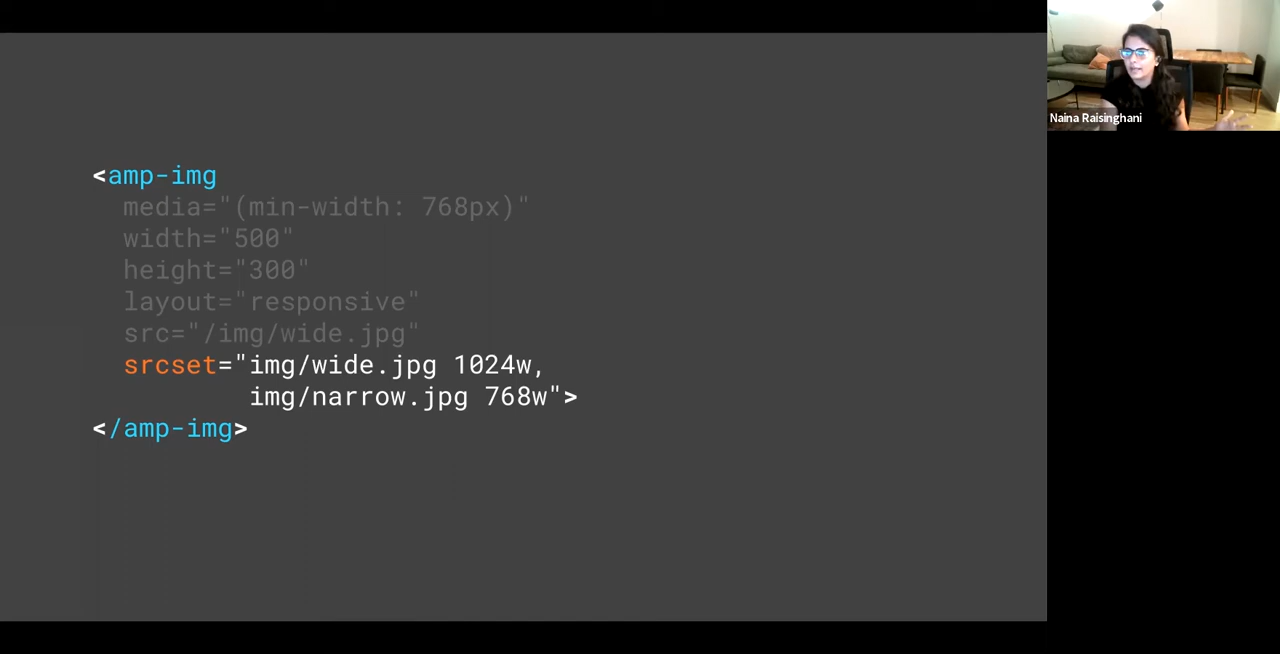 <amp-img
media="(min-width: 768px)"
width="500"
height="300"
layout="responsive"
src="/img/wide.jpg"
srcset="img/wide.jpg 1024w,
img/narrow.jpg 768w">
</amp-img>
Naina Raisinghani